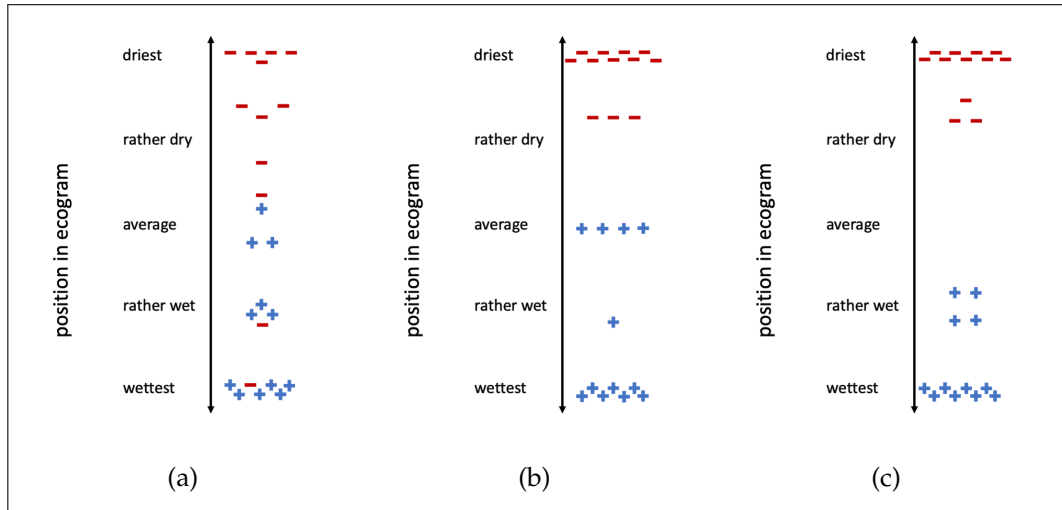 position in ecogram
driest
rather dry
average
rather wet
wettest
(a)
position in ecogram
driest
rather dry
average
rather wet
wettest
(b)
position in ecogram
driest
rather dry
average
rather wet
wettest
(c)